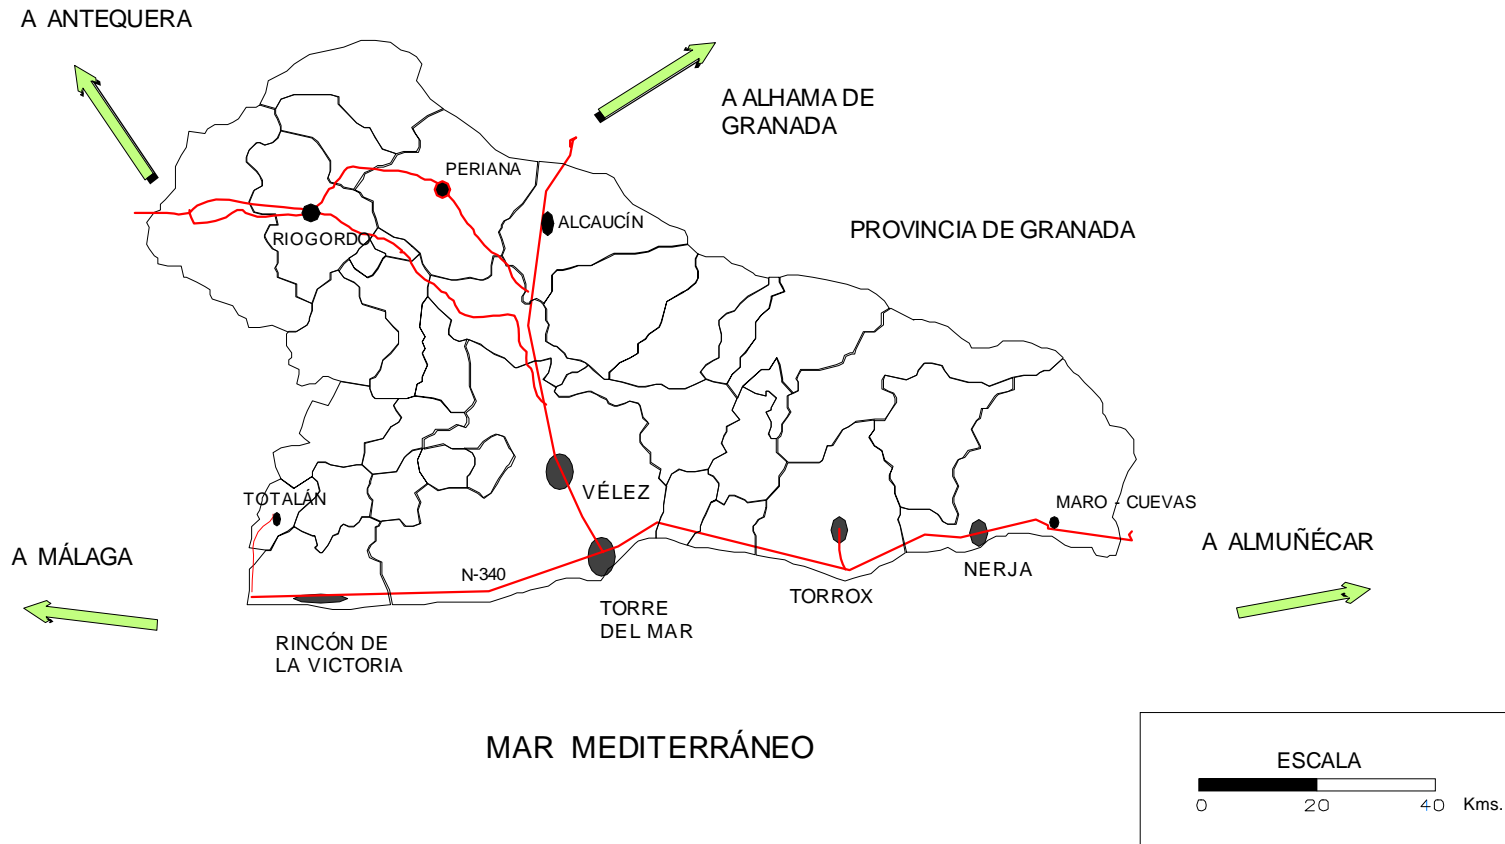 A ANTEQUERA
A ALHAMA DE
GRANADA
PERIANA
ALCAUCÍN
RIOGORDO
PROVINCIA DE GRANADA
TOTALÁN
VÉLEZ
MARO - CUEVAS
A MÁLAGA
A ALMUÑÉCAR
N-340
NERJA
TORROX
TORRE
DEL MAR
RINCÓN DE
LA VICTORIA
MAR MEDITERRÁNEO
ESCALA
0 20 40 Kms.